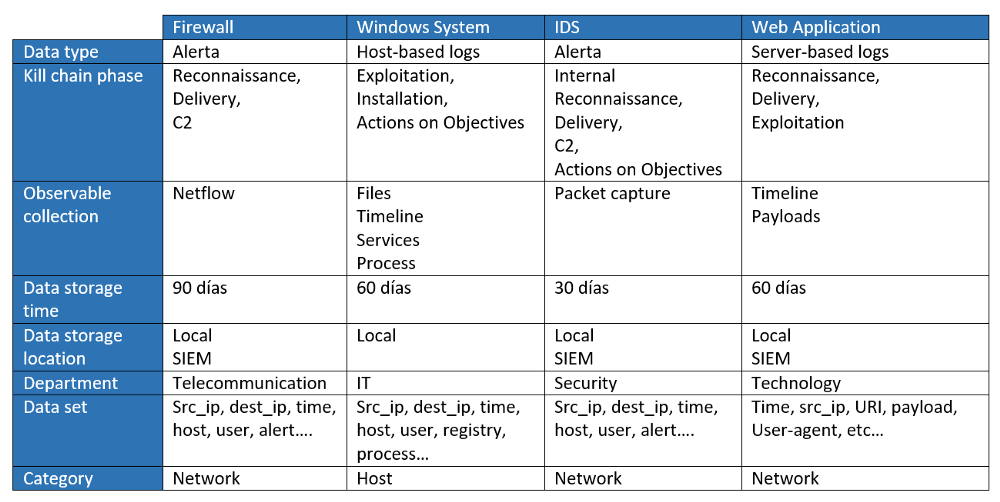 Firewall Windows System IDS Web Application
Data type Alerta Host-based logs Alerta Server-based logs
Kill chain phase Reconnaissance, Exploitation, Internal Reconnaissance,
Delivery, Installation, Reconnaissance, Delivery,
C2 Actions on Objectives Delivery, Exploitation
C2,
Actions on Objectives
Observable Netflow Files Packet capture Timeline
collection Timeline Payloads
Services
Process
Data storage 90 días 60 días 30 días 60 días
time
Data storage Local Local Local Local
location SIEM SIEM SIEM
Department Telecommunication IT Security Technology
Data set Src_ip, dest_ip, time, Src_ip, dest_ip, time, Src_ip, dest_ip, time, Time, src_ip, URI, payload,
host, user, alert.... host, user, registry, host, user, alert.... User-agent, etc...
process...
Category Network Host Network Network